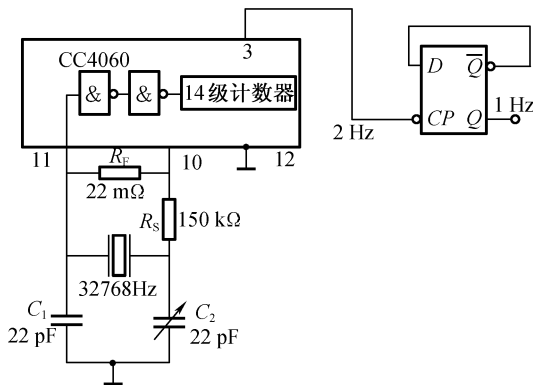 3
CC4060
& & 14级计数器
D Q̅
CP Q
1 Hz
2 Hz
11 10 12
R_F
22 mΩ
R_S 150 kΩ
32768Hz
C_1
22 pF
C_2
22 pF